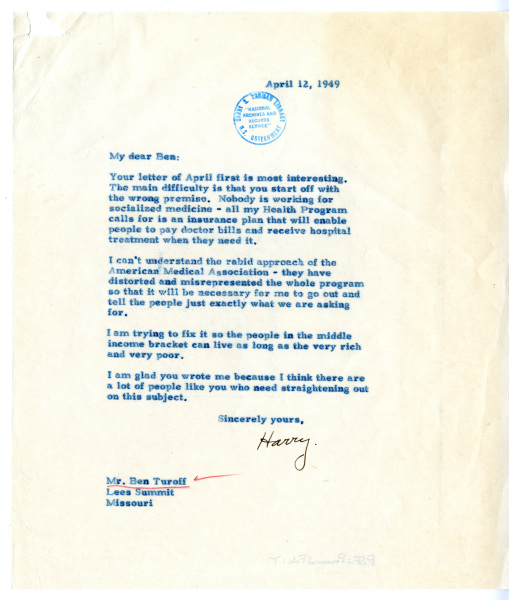 April 12, 1949
HARRY S. TRUMAN LIBRARY
"NATIONAL
ARCHIVES AND
RECORDS
SERVICE"
U.S. GOVERNMENT
My dear Ben:
Your letter of April first is most interesting.
The main difficulty is that you start off with
the wrong premise. Nobody is working for
socialized medicine - all my Health Program
calls for is an insurance plan that will enable
people to pay doctor bills and receive hospital
treatment when they need it.
I can't understand the rabid approach of the
American Medical Association - they have
distorted and misrepresented the whole program
so that it will be necessary for me to go out and
tell the people just exactly what we are asking
for.
I am trying to fix it so the people in the middle
income bracket can live as long as the very rich
and very poor.
I am glad you wrote me because I think there are
a lot of people like you who need straightening out
on this subject.
Sincerely yours,
Harry.
Mr. Ben Turoff
Lees Summit
Missouri